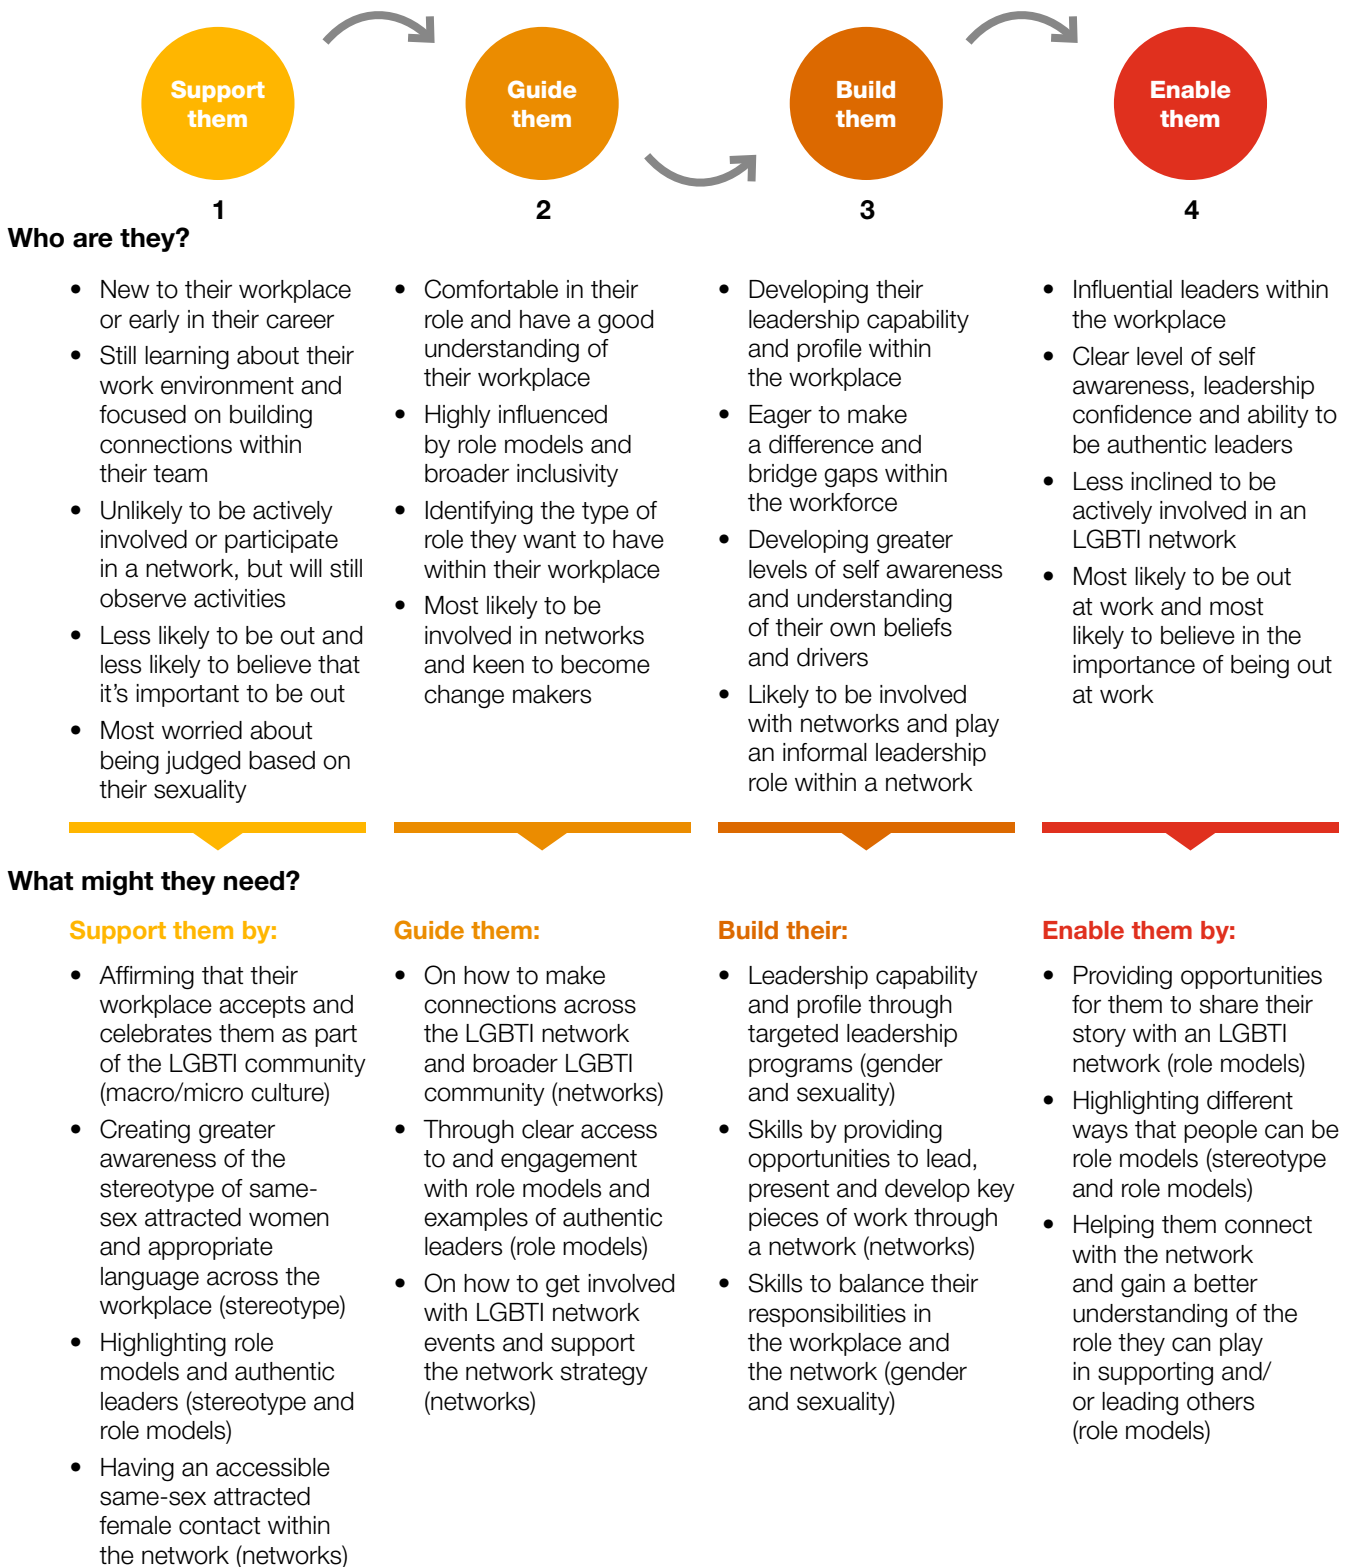 Support
them
Guide
them
Build
them
Enable
them
1
2
3
4
Who are they?
• New to their workplace
or early in their career
• Still learning about their
work environment and
focused on building
connections within
their team
• Unlikely to be actively
involved or participate
in a network, but will still
observe activities
• Less likely to be out and
less likely to believe that
it’s important to be out
• Most worried about
being judged based on
their sexuality
• Comfortable in their
role and have a good
understanding of
their workplace
• Highly influenced
by role models and
broader inclusivity
• Identifying the type of
role they want to have
within their workplace
• Most likely to be
involved in networks
and keen to become
change makers
• Developing their
leadership capability
and profile within
the workplace
• Eager to make
a difference and
bridge gaps within
the workforce
• Developing greater
levels of self awareness
and understanding
of their own beliefs
and drivers
• Likely to be involved
with networks and play
an informal leadership
role within a network
• Influential leaders within
the workplace
• Clear level of self
awareness, leadership
confidence and ability to
be authentic leaders
• Less inclined to be
actively involved in an
LGBTI network
• Most likely to be out
at work and most
likely to believe in the
importance of being out
at work
What might they need?
Support them by:
• Affirming that their
workplace accepts and
celebrates them as part
of the LGBTI community
(macro/micro culture)
• Creating greater
awareness of the
stereotype of same-
sex attracted women
and appropriate
language across the
workplace (stereotype)
• Highlighting role
models and authentic
leaders (stereotype and
role models)
• Having an accessible
same-sex attracted
female contact within
the network (networks)
Guide them:
• On how to make
connections across
the LGBTI network
and broader LGBTI
community (networks)
• Through clear access
to and engagement
with role models and
examples of authentic
leaders (role models)
• On how to get involved
with LGBTI network
events and support
the network strategy
(networks)
Build their:
• Leadership capability
and profile through
targeted leadership
programs (gender
and sexuality)
• Skills by providing
opportunities to lead,
present and develop key
pieces of work through
a network (networks)
• Skills to balance their
responsibilities in
the workplace and
the network (gender
and sexuality)
Enable them by:
• Providing opportunities
for them to share their
story with an LGBTI
network (role models)
• Highlighting different
ways that people can be
role models (stereotype
and role models)
• Helping them connect
with the network
and gain a better
understanding of the
role they can play
in supporting and/
or leading others
(role models)